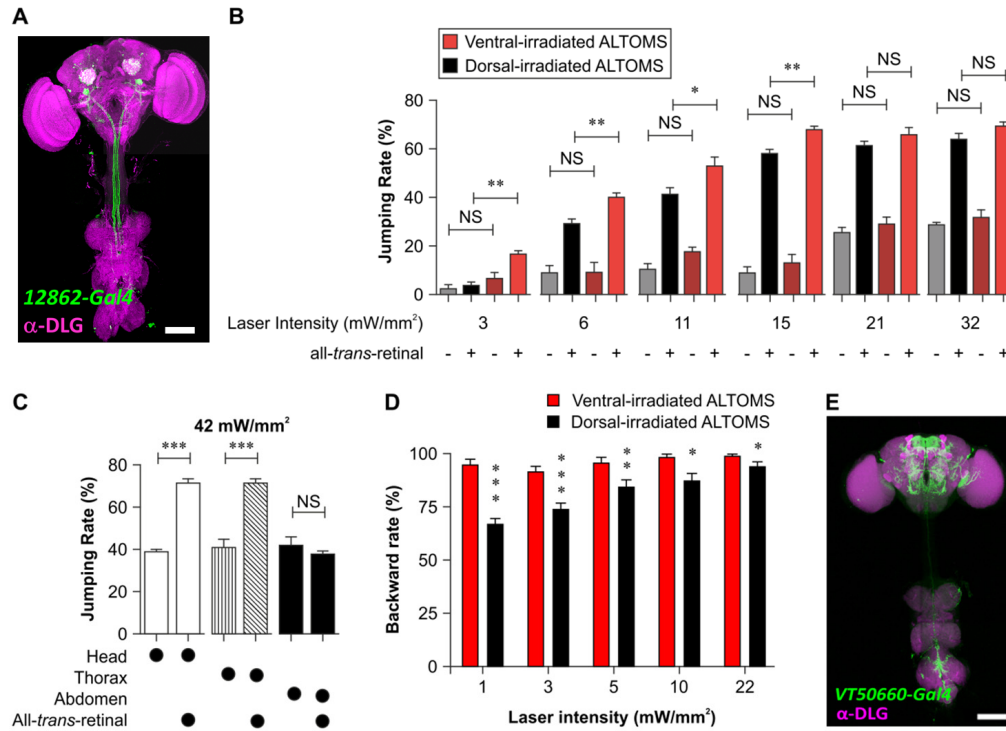 A
12862-Gal4
α-DLG
B
Ventral-irradiated ALTOMS
Dorsal-irradiated ALTOMS
Jumping Rate (%)
80
60
40
20
0
NS ** NS ** NS * NS ** NS NS NS NS
Laser Intensity (mW/mm²) 3 6 11 15 21 32
all-trans-retinal - + - + - + - + - + - + - + - + - + - + - + - +
C
42 mW/mm²
*** *** NS
Jumping Rate (%)
80
60
40
20
0
Head
Thorax
Abdomen
All-trans-retinal
D
Ventral-irradiated ALTOMS
Dorsal-irradiated ALTOMS
Backward rate (%)
100
75
100
25
0
*** *** ** * *
1 3 5 10 22
Laser intensity (mW/mm²)
E
VT50660-Gal4
α-DLG